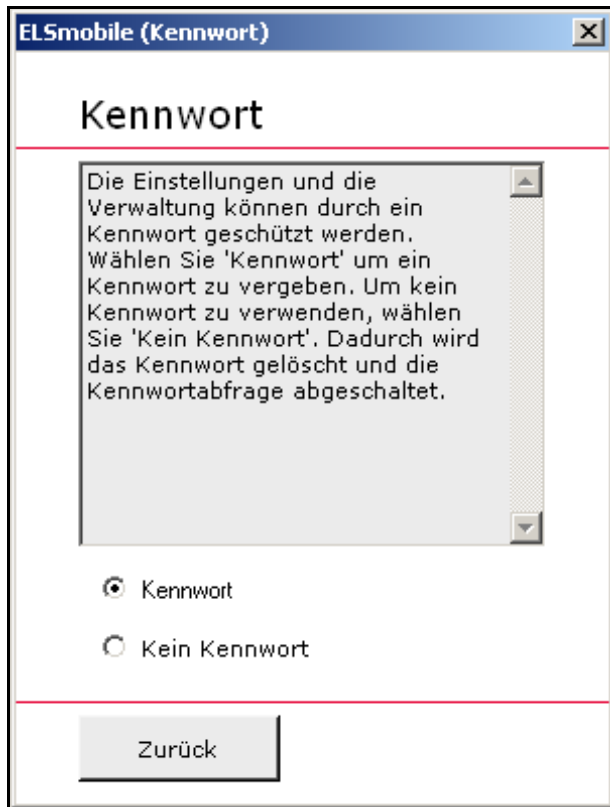 ELSmobile (Kennwort)
Kennwort
Die Einstellungen und die
Verwaltung können durch ein
Kennwort geschützt werden.
Wählen Sie 'Kennwort' um ein
Kennwort zu vergeben. Um kein
Kennwort zu verwenden, wählen
Sie 'Kein Kennwort'. Dadurch wird
das Kennwort gelöscht und die
Kennwortabfrage abgeschaltet.
Kennwort
Kein Kennwort
Zurück